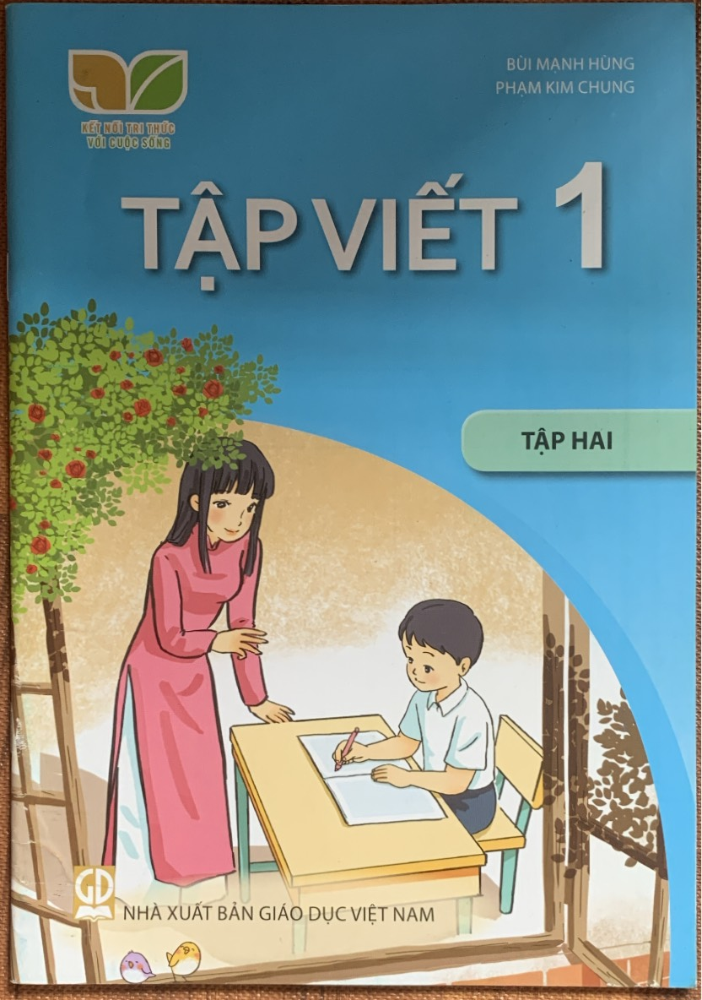 BÙI MẠNH HÙNG
PHẠM KIM CHUNG
KẾT NỐI TRI THỨC
VỚI CUỘC SỐNG
TẬP VIẾT 1
TẬP HAI
GD
NHÀ XUẤT BẢN GIÁO DỤC VIỆT NAM